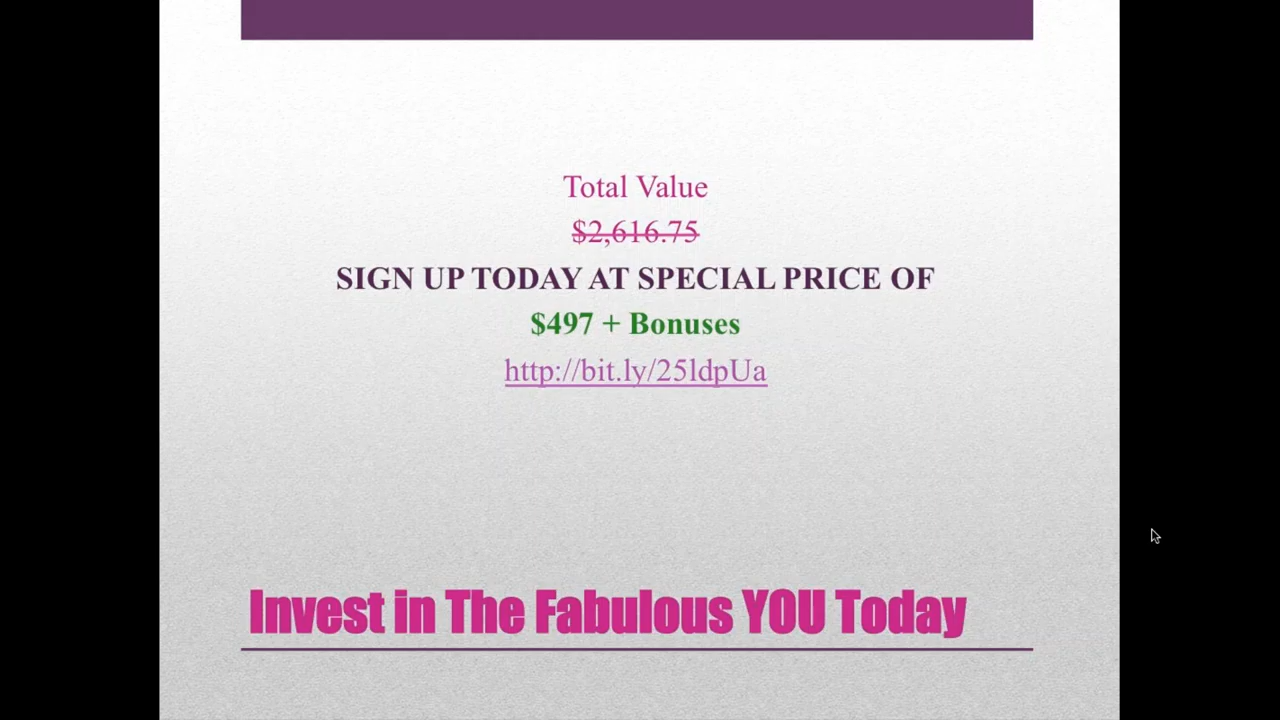 Total Value
$2,616.75
SIGN UP TODAY AT SPECIAL PRICE OF
$497 + Bonuses
http://bit.ly/25ldpUa
Invest in The Fabulous YOU Today